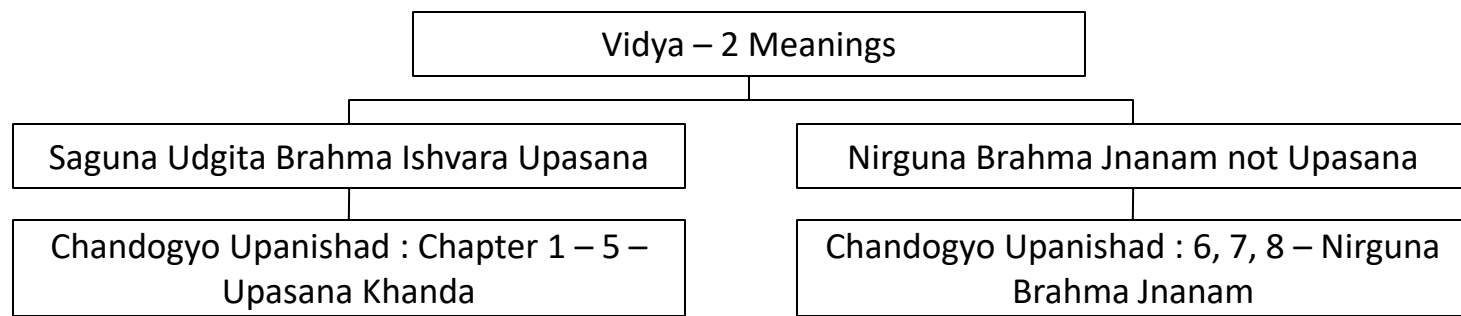 Vidya – 2 Meanings
Saguna Udgita Brahma Ishvara Upasana
Nirguna Brahma Jnanam not Upasana
Chandogyo Upanishad : Chapter 1 – 5 –
Upasana Khanda
Chandogyo Upanishad : 6, 7, 8 – Nirguna
Brahma Jnanam